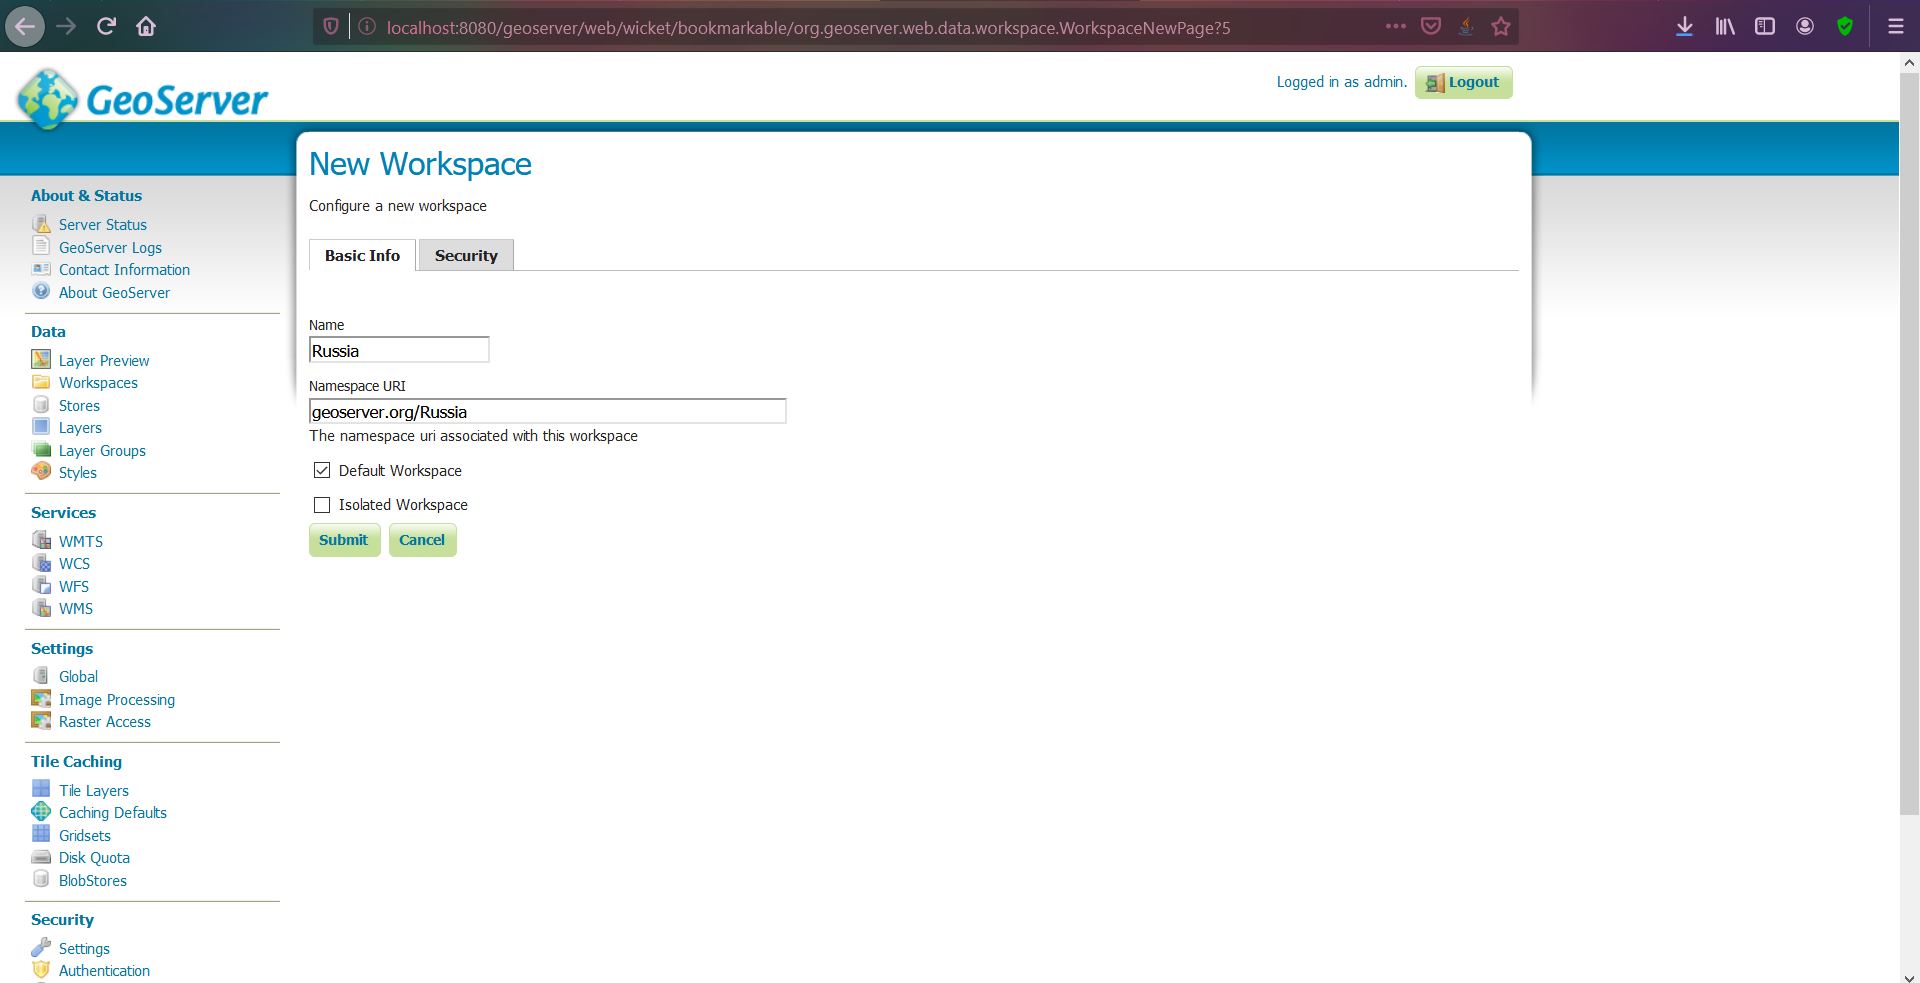 localhost:8080/geoserver/web/wicket/bookmarkable/org.geoserver.web.data.workspace.WorkspaceNewPage?5
GeoServer
Logged in as admin.
Logout
About & Status
Server Status
GeoServer Logs
Contact Information
About GeoServer
Data
Layer Preview
Workspaces
Stores
Layers
Layer Groups
Styles
Services
WMTS
WCS
WFS
WMS
Settings
Global
Image Processing
Raster Access
Tile Caching
Tile Layers
Caching Defaults
Gridsets
Disk Quota
BlobStores
Security
Settings
Authentication
New Workspace
Configure a new workspace
Basic Info
Security
Name
Russia
Namespace URI
geoserver.org/Russia
The namespace uri associated with this workspace
Default Workspace
Isolated Workspace
Submit
Cancel